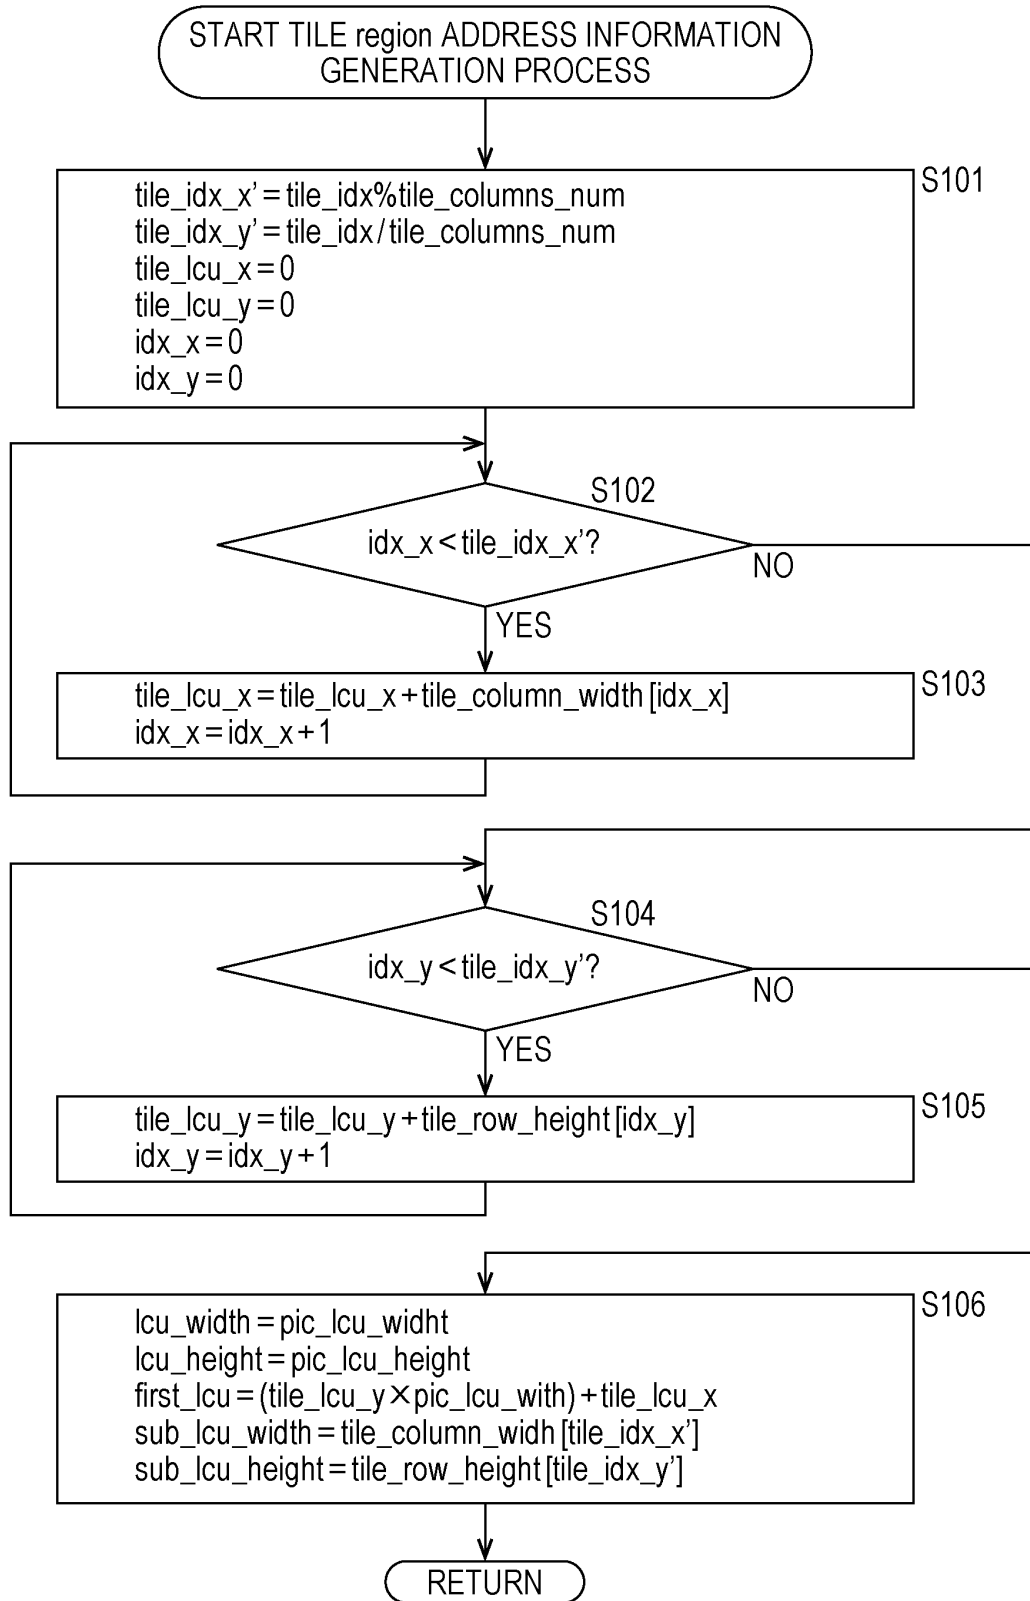 START TILE region ADDRESS INFORMATION
GENERATION PROCESS
S101
tile_idx_x’ = tile_idx%tile_columns_num
tile_idx_y’ = tile_idx / tile_columns_num
tile_lcu_x = 0
tile_lcu_y = 0
idx_x = 0
idx_y = 0
S102
idx_x < tile_idx_x’?
NO
YES
S103
tile_lcu_x = tile_lcu_x + tile_column_width [idx_x]
idx_x = idx_x + 1
S104
idx_y < tile_idx_y’?
NO
YES
S105
tile_lcu_y = tile_lcu_y + tile_row_height [idx_y]
idx_y = idx_y + 1
S106
lcu_width = pic_lcu_widht
lcu_height = pic_lcu_height
first_lcu = (tile_lcu_y × pic_lcu_with) + tile_lcu_x
sub_lcu_width = tile_column_widh [tile_idx_x’]
sub_lcu_height = tile_row_height [tile_idx_y’]
RETURN